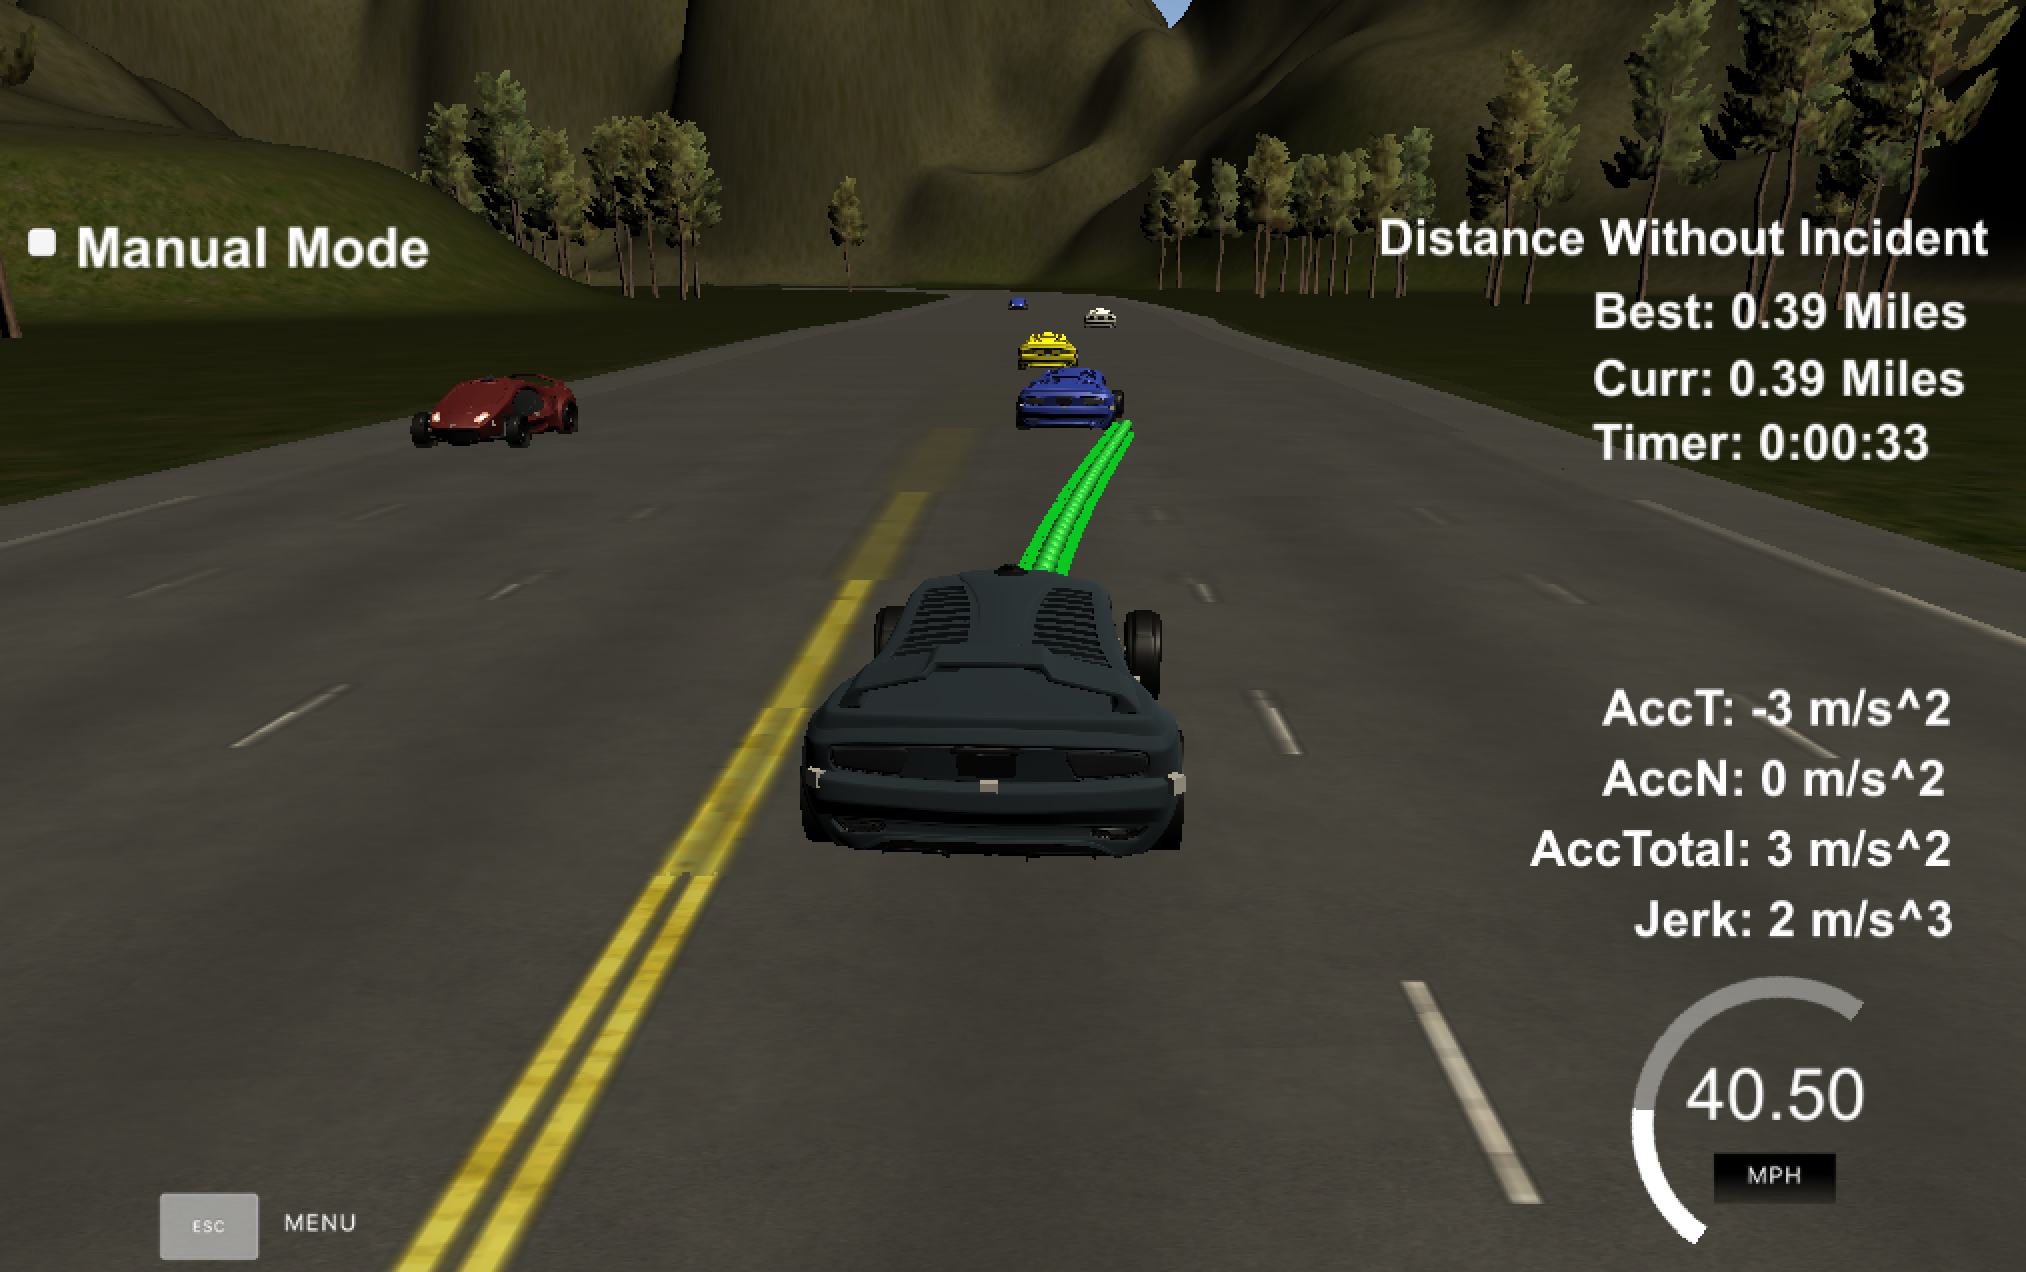 Manual Mode
Distance Without Incident
Best: 0.39 Miles
Curr: 0.39 Miles
Timer: 0:00:33
AccT: -3 m/s^2
AccN: 0 m/s^2
AccTotal: 3 m/s^2
Jerk: 2 m/s^3
40.50
MPH
ESC MENU